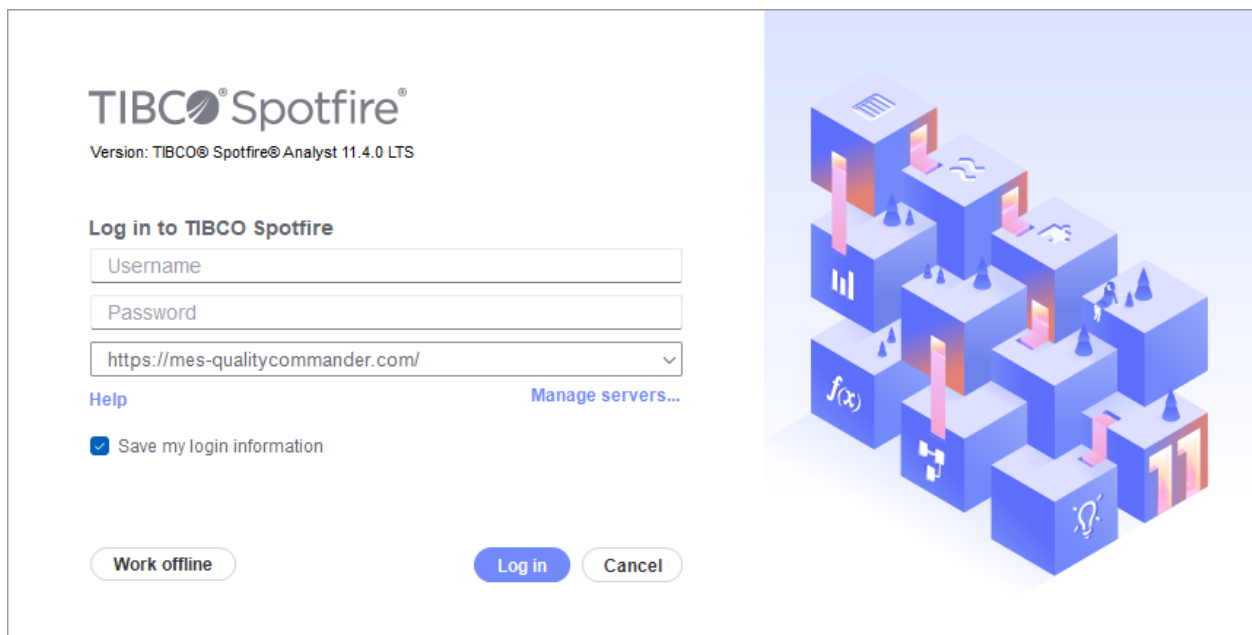 TIBCO® Spotfire®
Version: TIBCO® Spotfire® Analyst 11.4.0 LTS
Log in to TIBCO Spotfire
Username
Password
https://mes-qualitycommander.com/
Help
Manage servers...
Save my login information
Work offline
Log in
Cancel
f(x)
11